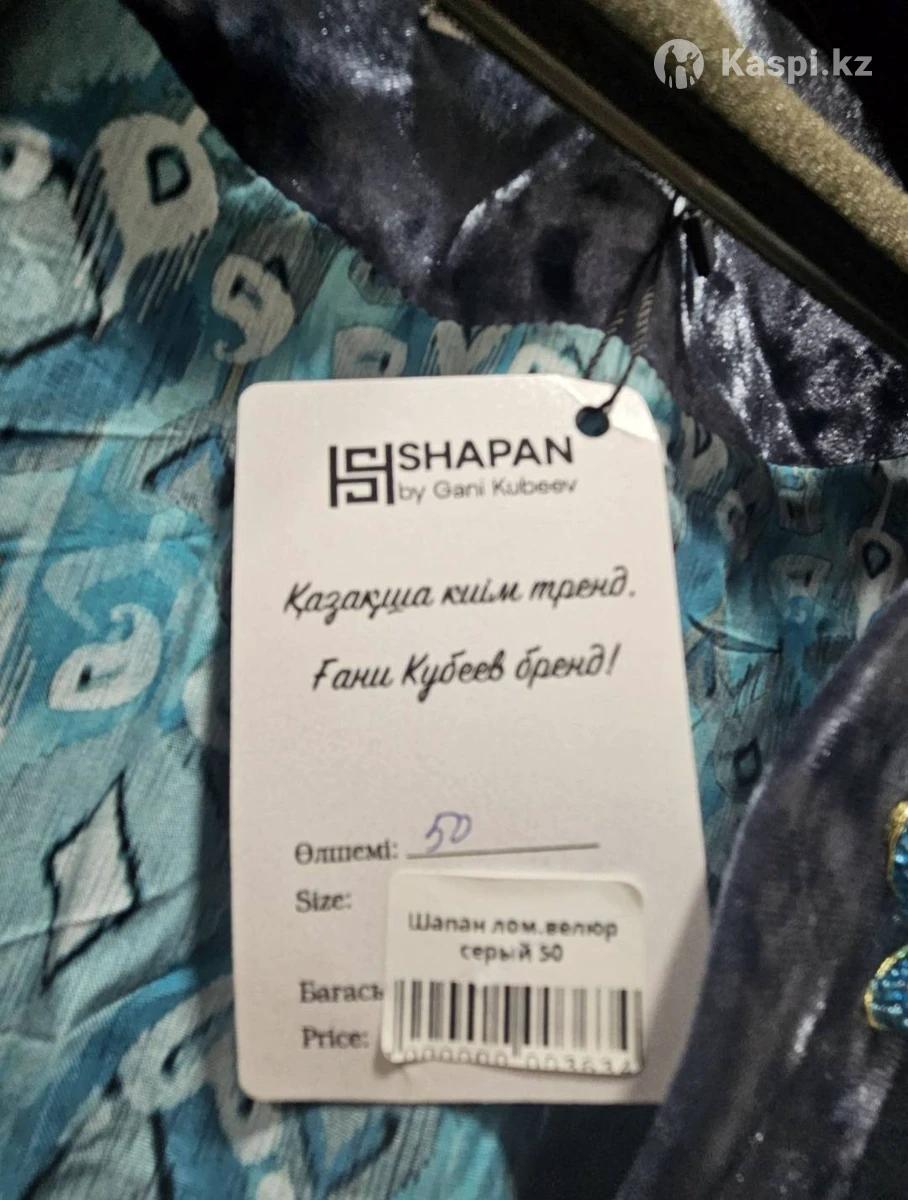 Kaspi.kz
SHAPAN
by Gani Kubeev
Қазақша киім тренд.
Ғани Кубеев бренд!
Өлшемі: 50
Size:
Шапан лом.велюр
серый 50
Price: